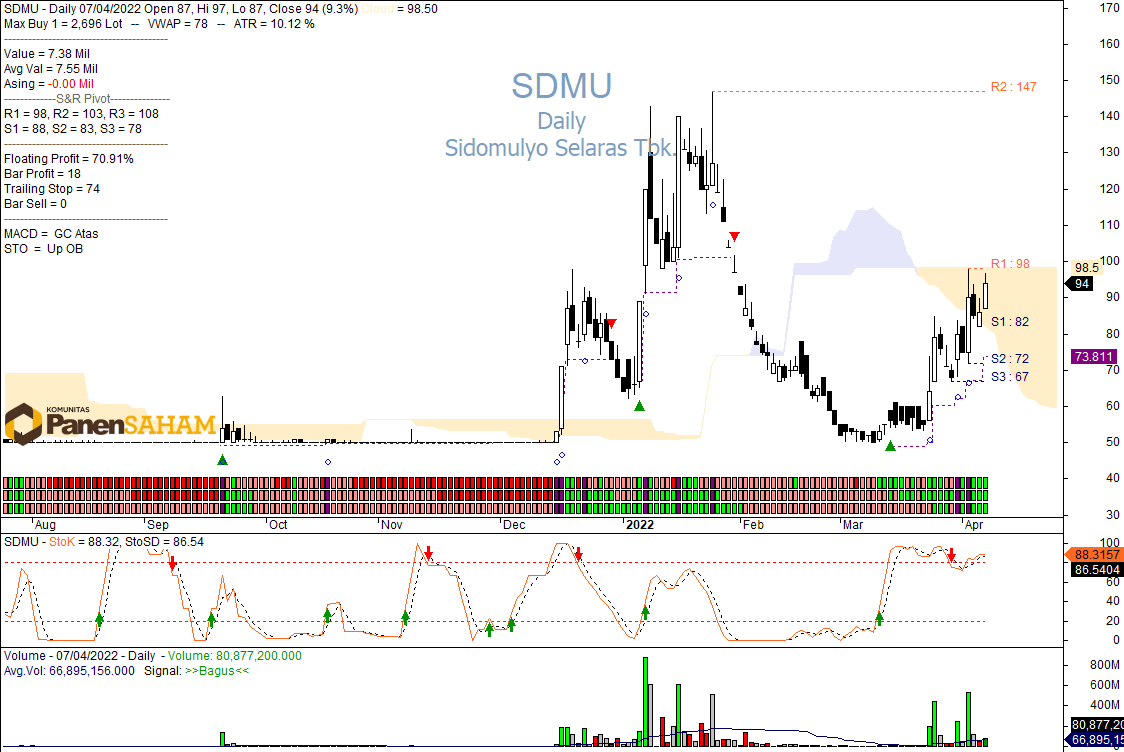 SDMU - Daily 07/04/2022 Open 87, Hi 97, Lo 87, Close 94 (9.3%) Cloud = 98.50
Max Buy 1 = 2,696 Lot -- VWAP = 78 -- ATR = 10.12 %
Value = 7.38 Mil
Avg Val = 7.55 Mil
Asing = -0.00 Mil
S&R Pivot
R1 = 98, R2 = 103, R3 = 108
S1 = 88, S2 = 83, S3 = 78
Floating Profit = 70.91%
Bar Profit = 18
Trailing Stop = 74
Bar Sell = 0
MACD = GC Atas
STO = Up OB
SDMU
Daily
Sidomulyo Selaras Tbk.
R2 : 147
R1 : 98
S1 : 82
S2 : 72
S3 : 67
170
160
150
140
130
120
110
100
98.5
94
90
80
73.811
70
60
50
40
30
KOMUNITAS
PanenSAHAM
Aug Sep Oct Nov Dec 2022 Feb Mar Apr
SDMU - StoK = 88.32, StoSD = 86.54
100
88.3157
86.5404
60
40
20
0
Volume - 07/04/2022 - Daily - Volume: 80,877,200.000
Avg.Vol: 66,895,156.000 Signal: >>Bagus<<
800M
600M
400M
80,877,20
66,895,15